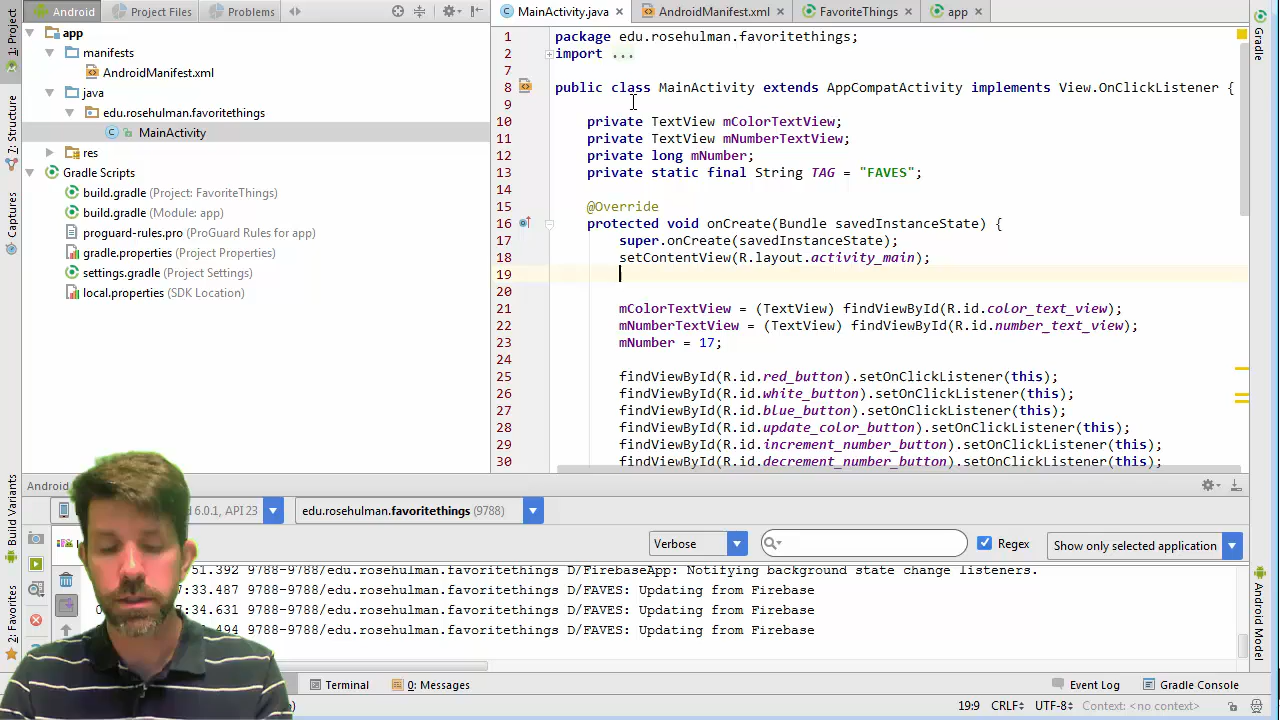 Android
Project Files
Problems
MainActivity.java
AndroidManifest.xml
FavoriteThings
app
1: Project
7: Structure
Captures
Build Variants
2: Favorites
app
manifests
AndroidManifest.xml
java
edu.rosehulman.favoritethings
MainActivity
res
Gradle Scripts
build.gradle (Project: FavoriteThings)
build.gradle (Module: app)
proguard-rules.pro (ProGuard Rules for app)
gradle.properties (Project Properties)
settings.gradle (Project Settings)
local.properties (SDK Location)
1 package edu.rosehulman.favoritethings;
2 import ...
7
8 public class MainActivity extends AppCompatActivity implements View.OnClickListener {
9
10 private TextView mColorTextView;
11 private TextView mNumberTextView;
12 private long mNumber;
13 private static final String TAG = "FAVES";
14
15 @Override
16 protected void onCreate(Bundle savedInstanceState) {
17 super.onCreate(savedInstanceState);
18 setContentView(R.layout.activity_main);
19
20
21 mColorTextView = (TextView) findViewById(R.id.color_text_view);
22 mNumberTextView = (TextView) findViewById(R.id.number_text_view);
23 mNumber = 17;
24
25 findViewById(R.id.red_button).setOnClickListener(this);
26 findViewById(R.id.white_button).setOnClickListener(this);
27 findViewById(R.id.blue_button).setOnClickListener(this);
28 findViewById(R.id.update_color_button).setOnClickListener(this);
29 findViewById(R.id.increment_number_button).setOnClickListener(this);
30 findViewById(R.id.decrement_number_button).setOnClickListener(this);
Gradle
Android Model
Android
6.0.1, API 23
edu.rosehulman.favoritethings (9788)
Verbose
Regex
Show only selected application
51.392 9788-9788/edu.rosehulman.favoritethings D/FirebaseApp: Notifying background state change listeners.
7:33.487 9788-9788/edu.rosehulman.favoritethings D/FAVES: Updating from Firebase
7:34.631 9788-9788/edu.rosehulman.favoritethings D/FAVES: Updating from Firebase
.494 9788-9788/edu.rosehulman.favoritethings D/FAVES: Updating from Firebase
Terminal
0: Messages
Event Log
Gradle Console
19:9
CRLF
UTF-8
Context: <no context>